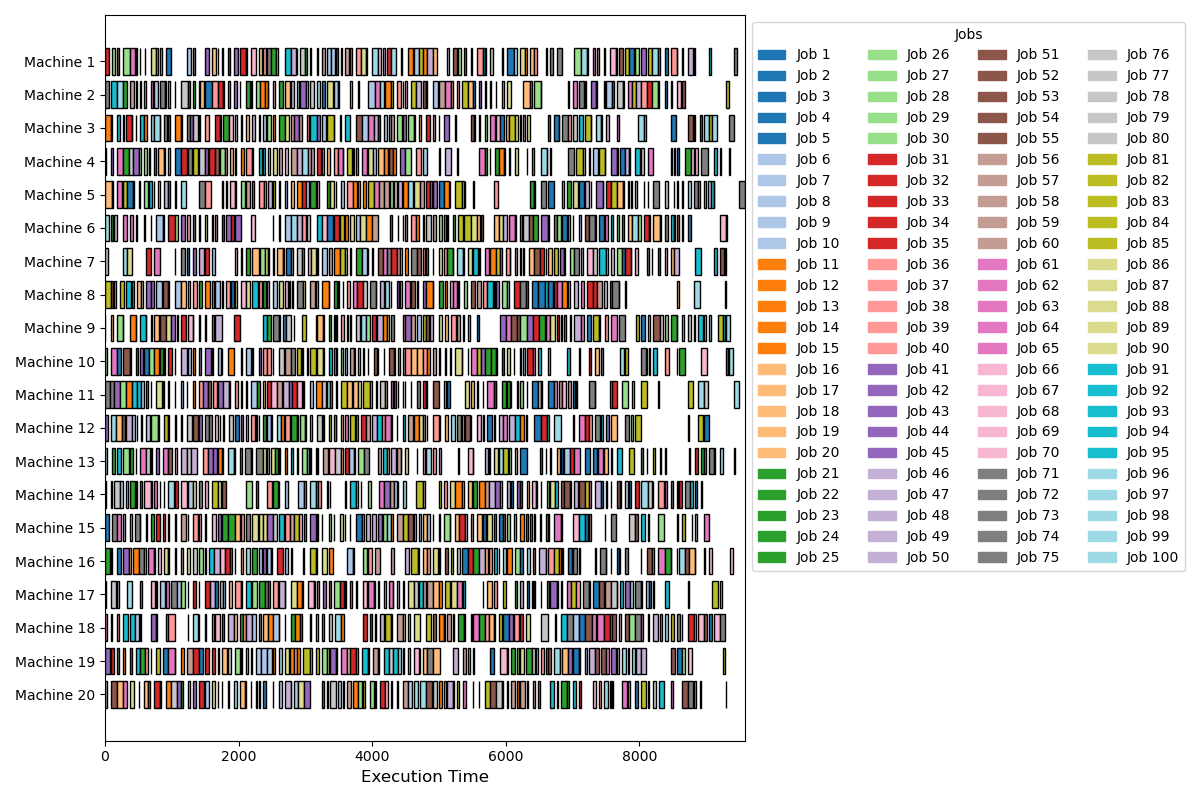 Jobs
Job 1 Job 26 Job 51 Job 76
Job 2 Job 27 Job 52 Job 77
Job 3 Job 28 Job 53 Job 78
Job 4 Job 29 Job 54 Job 79
Job 5 Job 30 Job 55 Job 80
Job 6 Job 31 Job 56 Job 81
Job 7 Job 32 Job 57 Job 82
Job 8 Job 33 Job 58 Job 83
Job 9 Job 34 Job 59 Job 84
Job 10 Job 35 Job 60 Job 85
Job 11 Job 36 Job 61 Job 86
Job 12 Job 37 Job 62 Job 87
Job 13 Job 38 Job 63 Job 88
Job 14 Job 39 Job 64 Job 89
Job 15 Job 40 Job 65 Job 90
Job 16 Job 41 Job 66 Job 91
Job 17 Job 42 Job 67 Job 92
Job 18 Job 43 Job 68 Job 93
Job 19 Job 44 Job 69 Job 94
Job 20 Job 45 Job 70 Job 95
Job 21 Job 46 Job 71 Job 96
Job 22 Job 47 Job 72 Job 97
Job 23 Job 48 Job 73 Job 98
Job 24 Job 49 Job 74 Job 99
Job 25 Job 50 Job 75 Job 100
Machine 1
Machine 2
Machine 3
Machine 4
Machine 5
Machine 6
Machine 7
Machine 8
Machine 9
Machine 10
Machine 11
Machine 12
Machine 13
Machine 14
Machine 15
Machine 16
Machine 17
Machine 18
Machine 19
Machine 20
0 2000 4000 6000 8000
Execution Time